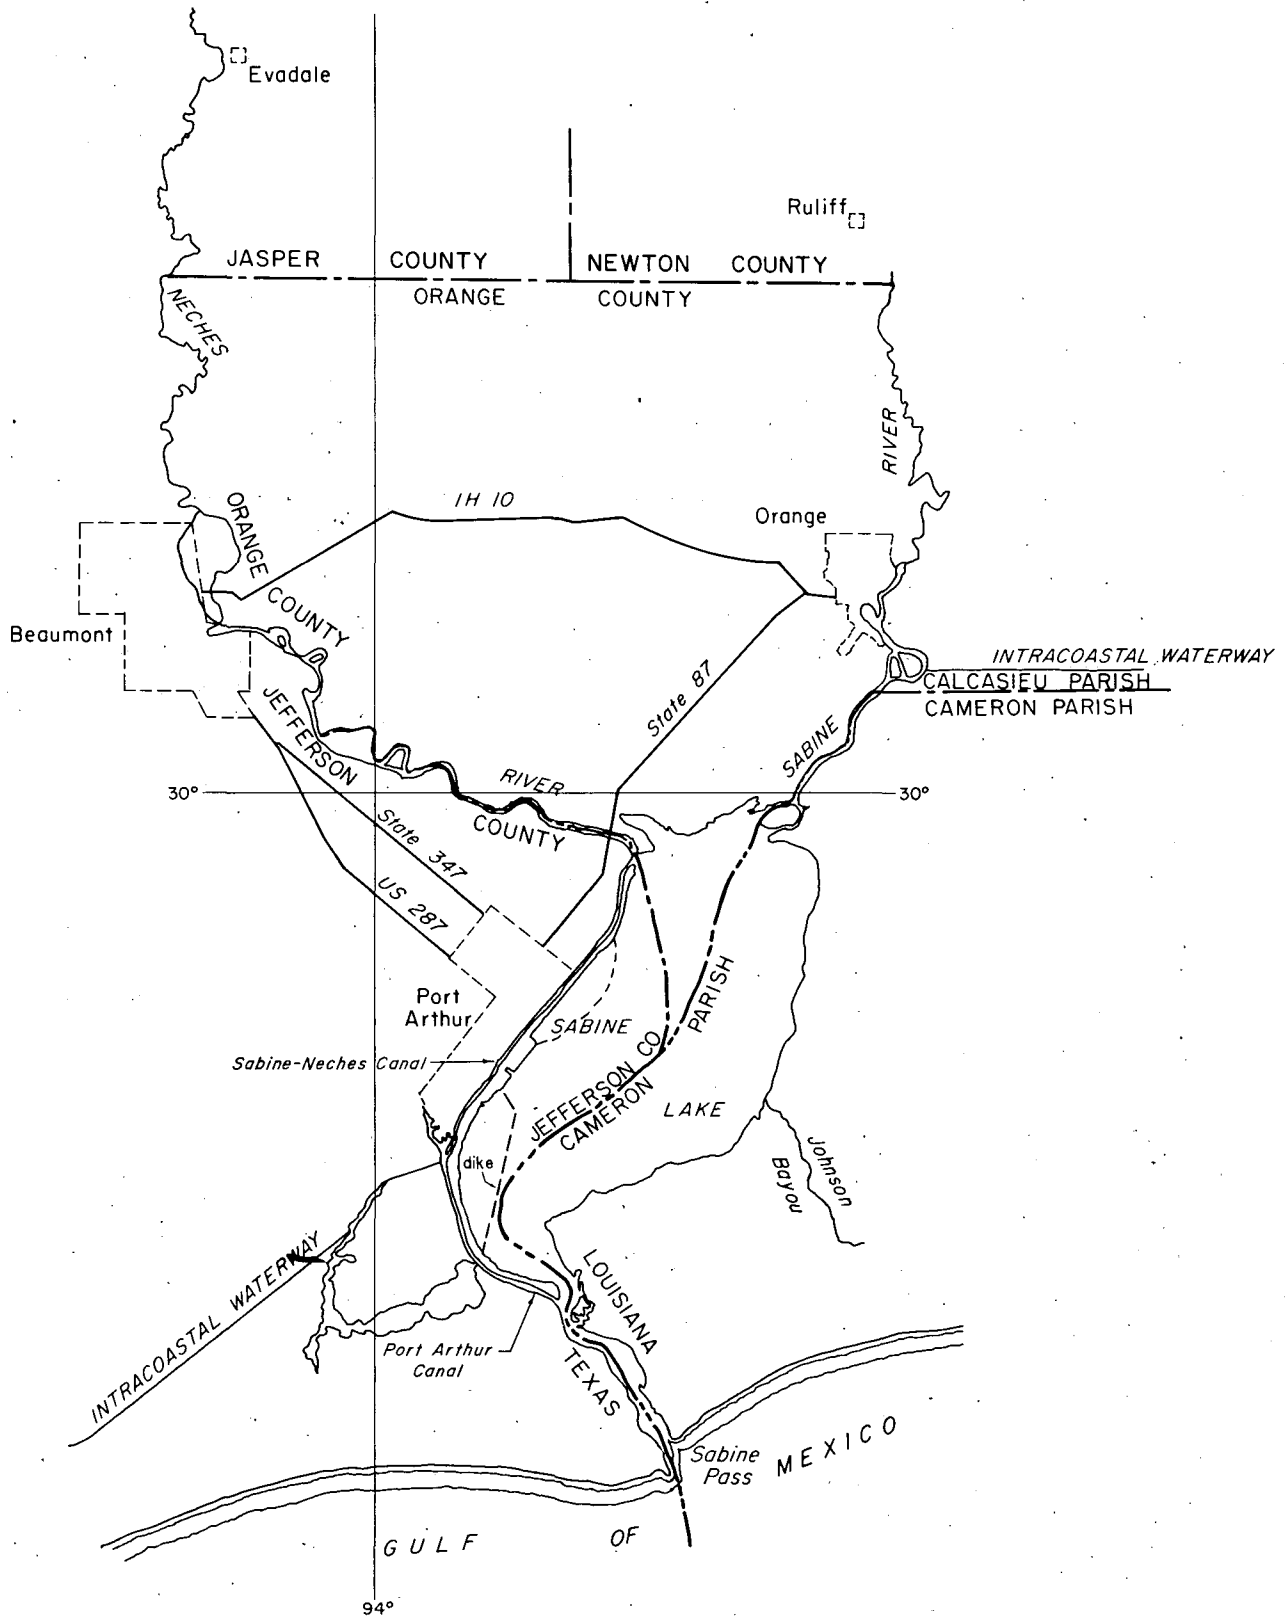 Evadale
Ruliff
JASPER COUNTY
NEWTON COUNTY
ORANGE COUNTY
NECHES
RIVER
IH 10
Orange
ORANGE COUNTY
Beaumont
INTRACOASTAL WATERWAY
CALCASIEU PARISH
CAMERON PARISH
State 87
JEFFERSON
SABINE
RIVER
30°
30°
COUNTY
State 347
US 287
Port
Arthur
SABINE
PARISH
Sabine-Neches Canal
JEFFERSON CO
CAMERON
LAKE
dike
Johnson
Bayou
LOUISIANA
INTRACOASTAL WATERWAY
Port Arthur
Canal
TEXAS
Sabine
Pass
MEXICO
GULF OF
94°